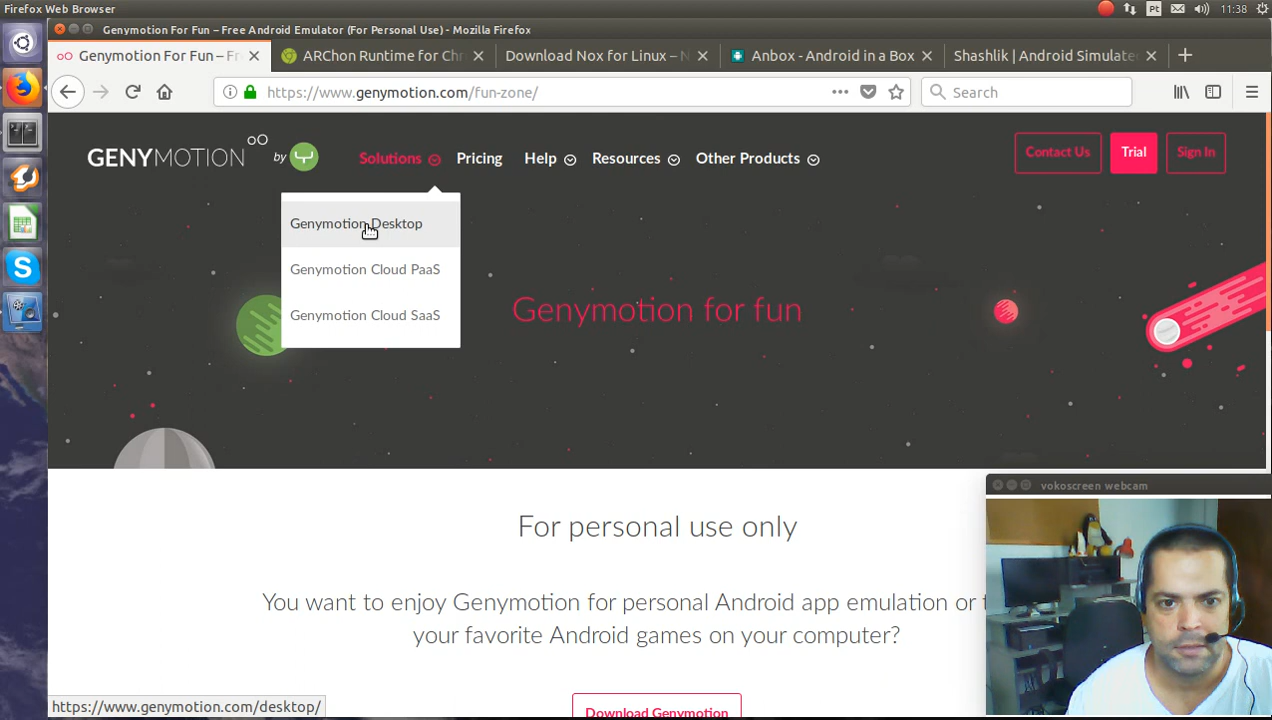 Firefox Web Browser
Pt
11:38
Genymotion For Fun – Free Android Emulator (For Personal Use) - Mozilla Firefox
Genymotion For Fun – Fr
ARChon Runtime for Chr
Download Nox for Linux – N
Anbox - Android in a Box
Shashlik | Android Simulate
https://www.genymotion.com/fun-zone/
Search
GENYMOTION
by
Solutions
Pricing
Help
Resources
Other Products
Contact Us
Trial
Sign In
Genymotion Desktop
Genymotion Cloud PaaS
Genymotion Cloud SaaS
Genymotion for fun
For personal use only
You want to enjoy Genymotion for personal Android app emulation or
your favorite Android games on your computer?
Download Genymotion
https://www.genymotion.com/desktop/
vokoscreen webcam